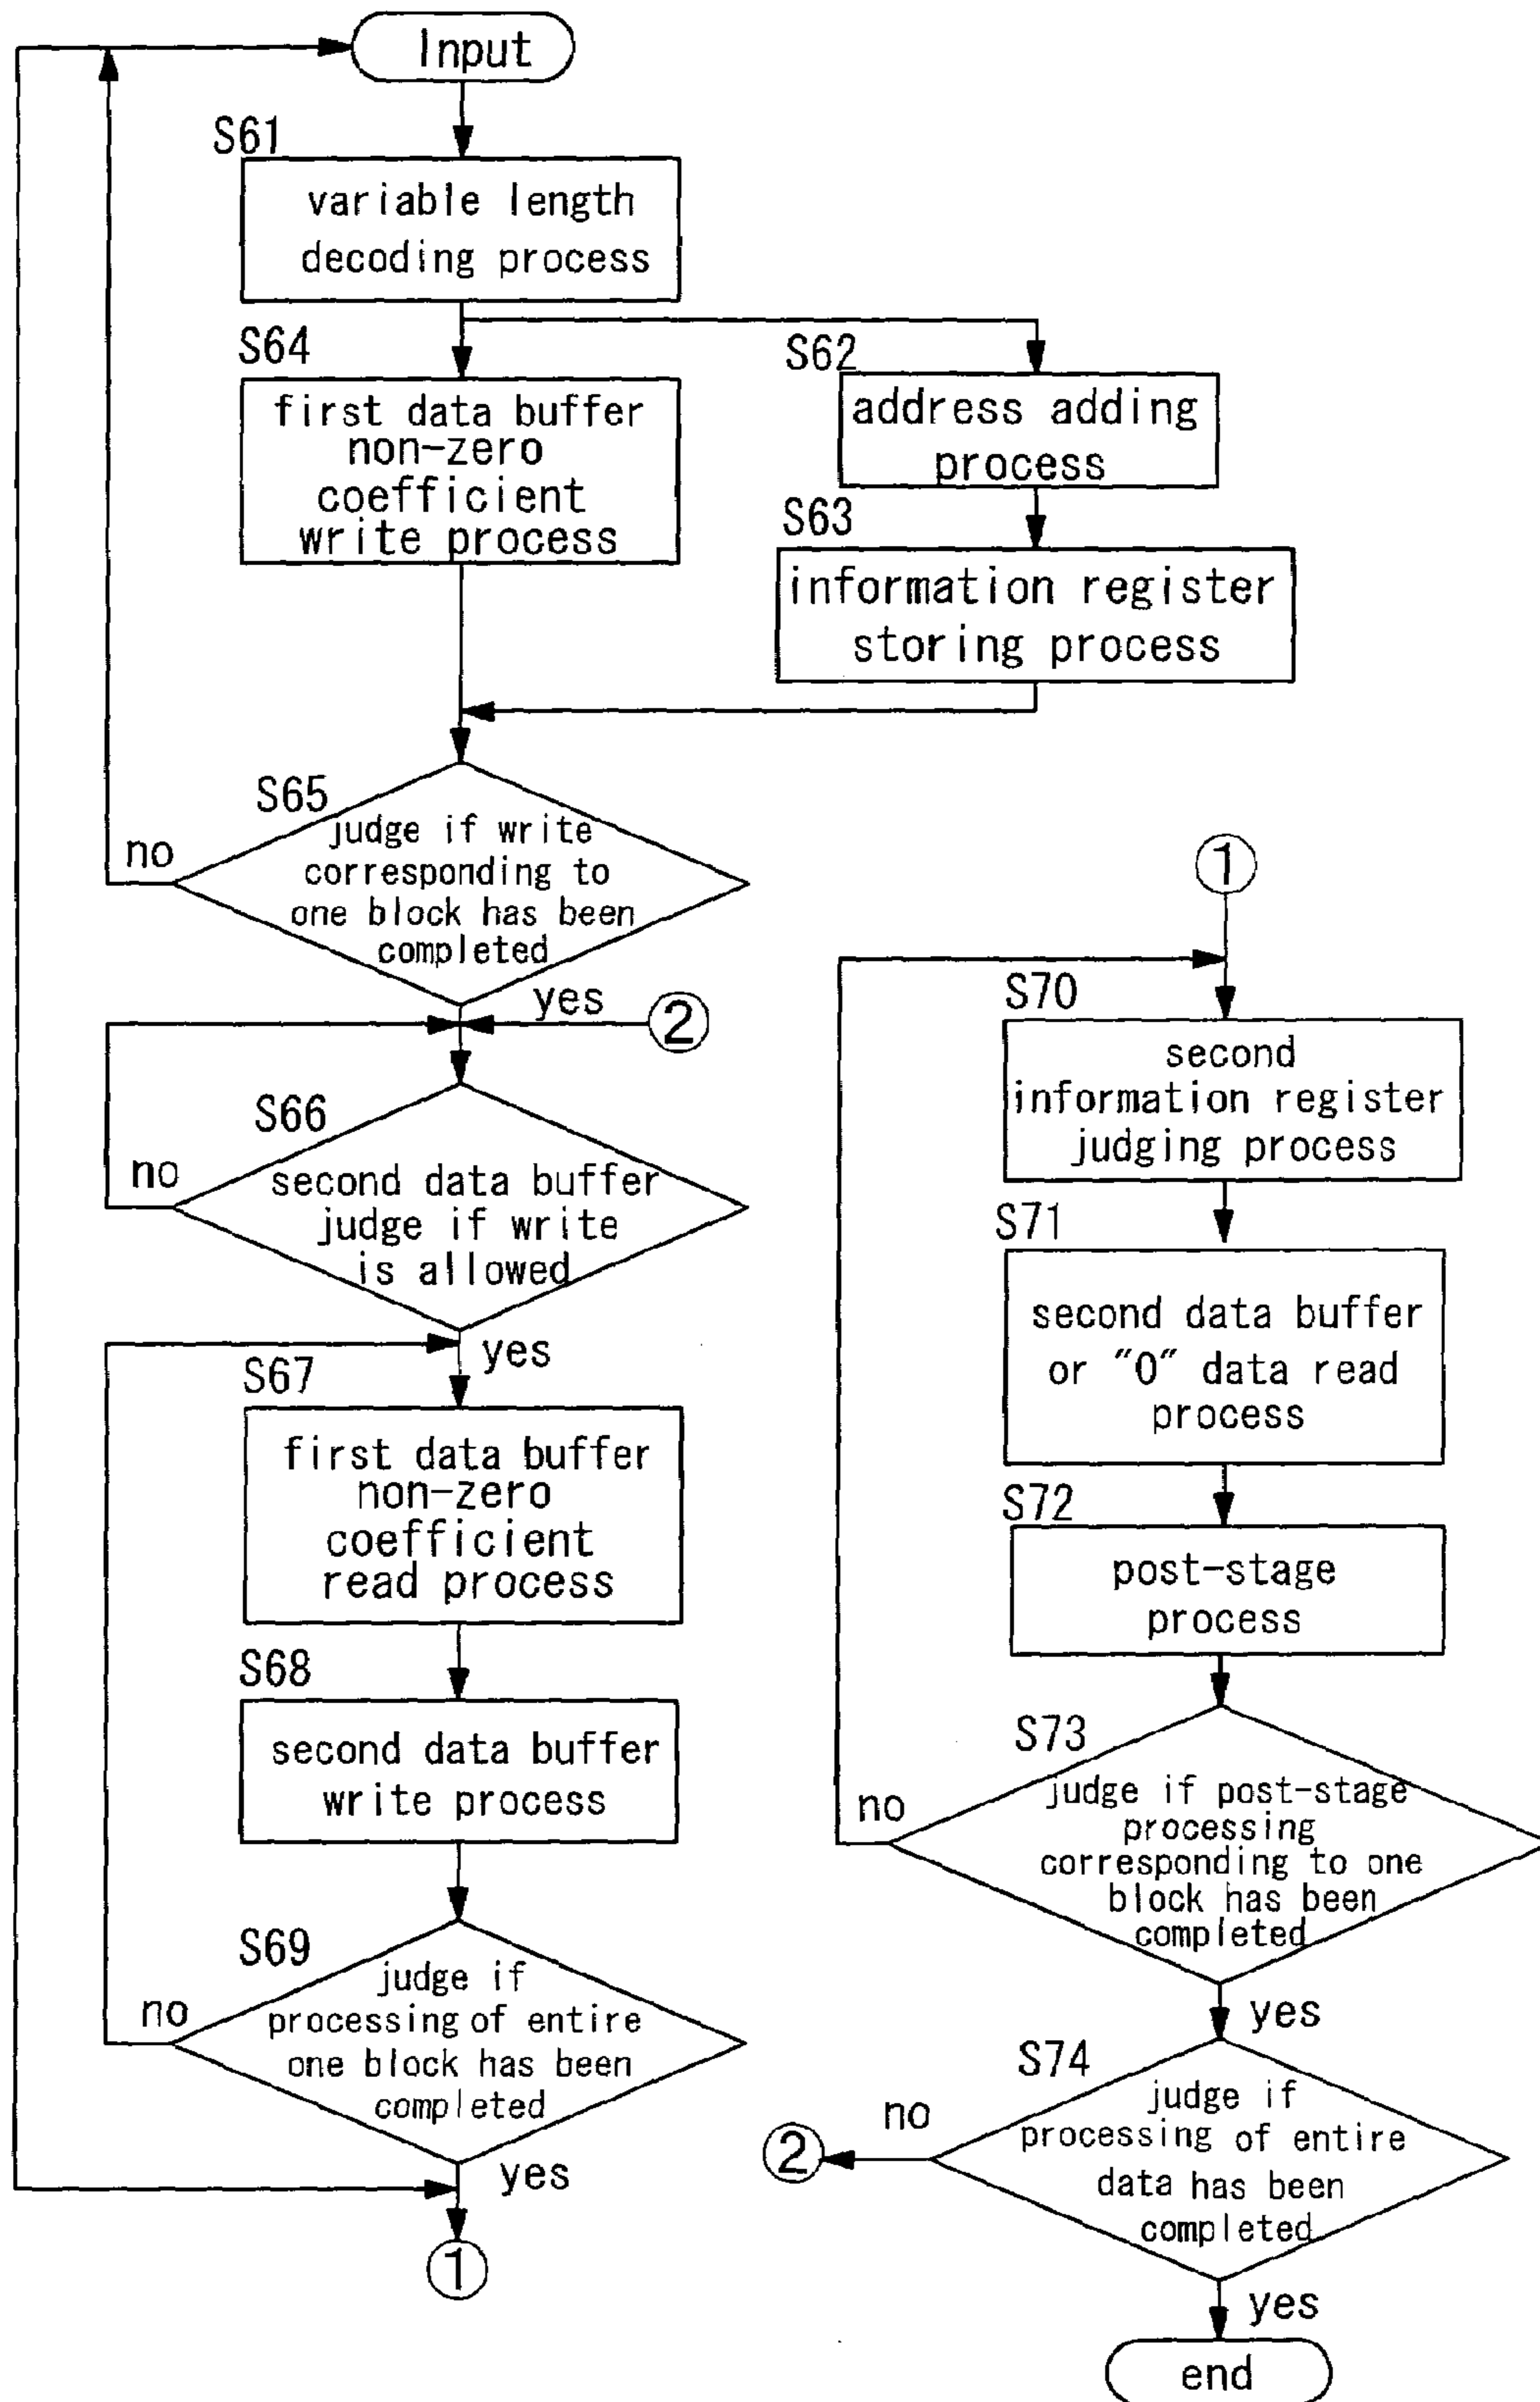 Input
S61
variable length
decoding process
S64
first data buffer
non-zero
coefficient
write process
S62
address adding
process
S63
information register
storing process
S65
judge if write
corresponding to
one block has been
completed
no
yes
②
S66
second data buffer
judge if write
is allowed
no
yes
S67
first data buffer
non-zero
coefficient
read process
S68
second data buffer
write process
S69
judge if
processing of entire
one block has been
completed
no
yes
①
①
S70
second
information register
judging process
S71
second data buffer
or "0" data read
process
S72
post-stage
process
S73
judge if post-stage
processing
corresponding to one
block has been
completed
no
yes
S74
judge if
processing of entire
data has been
completed
no
②
yes
end